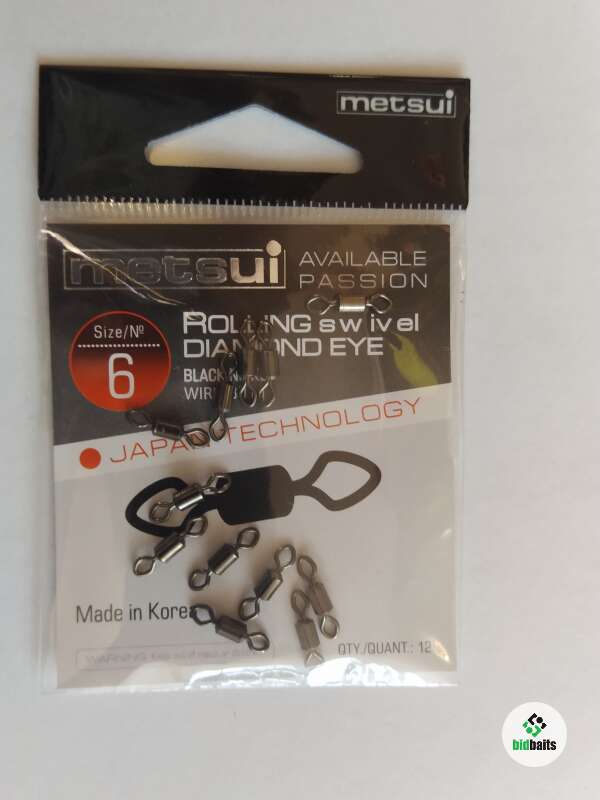 metsui
metsui
AVAILABLE
PASSION
Size/№
6
ROLLING swivel
DIAMOND EYE
BLACK
JAPAN TECHNOLOGY
Made in Korea
QTY./QUANT.: 12
bidbaits